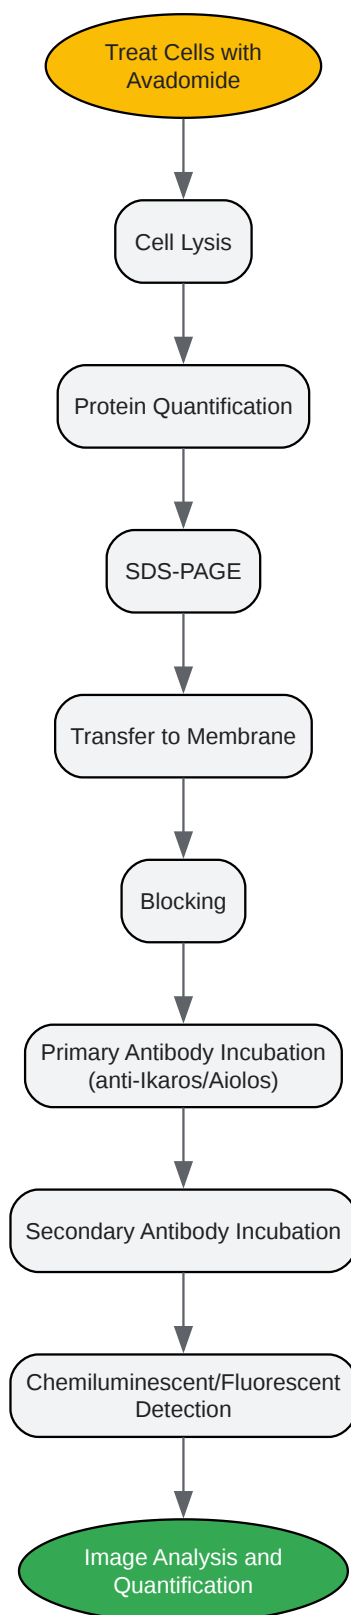 Treat Cells with
Avadomide
Cell Lysis
Protein Quantification
SDS-PAGE
Transfer to Membrane
Blocking
Primary Antibody Incubation
(anti-Ikaros/Aiolos)
Secondary Antibody Incubation
Chemiluminescent/Fluorescent
Detection
Image Analysis and
Quantification